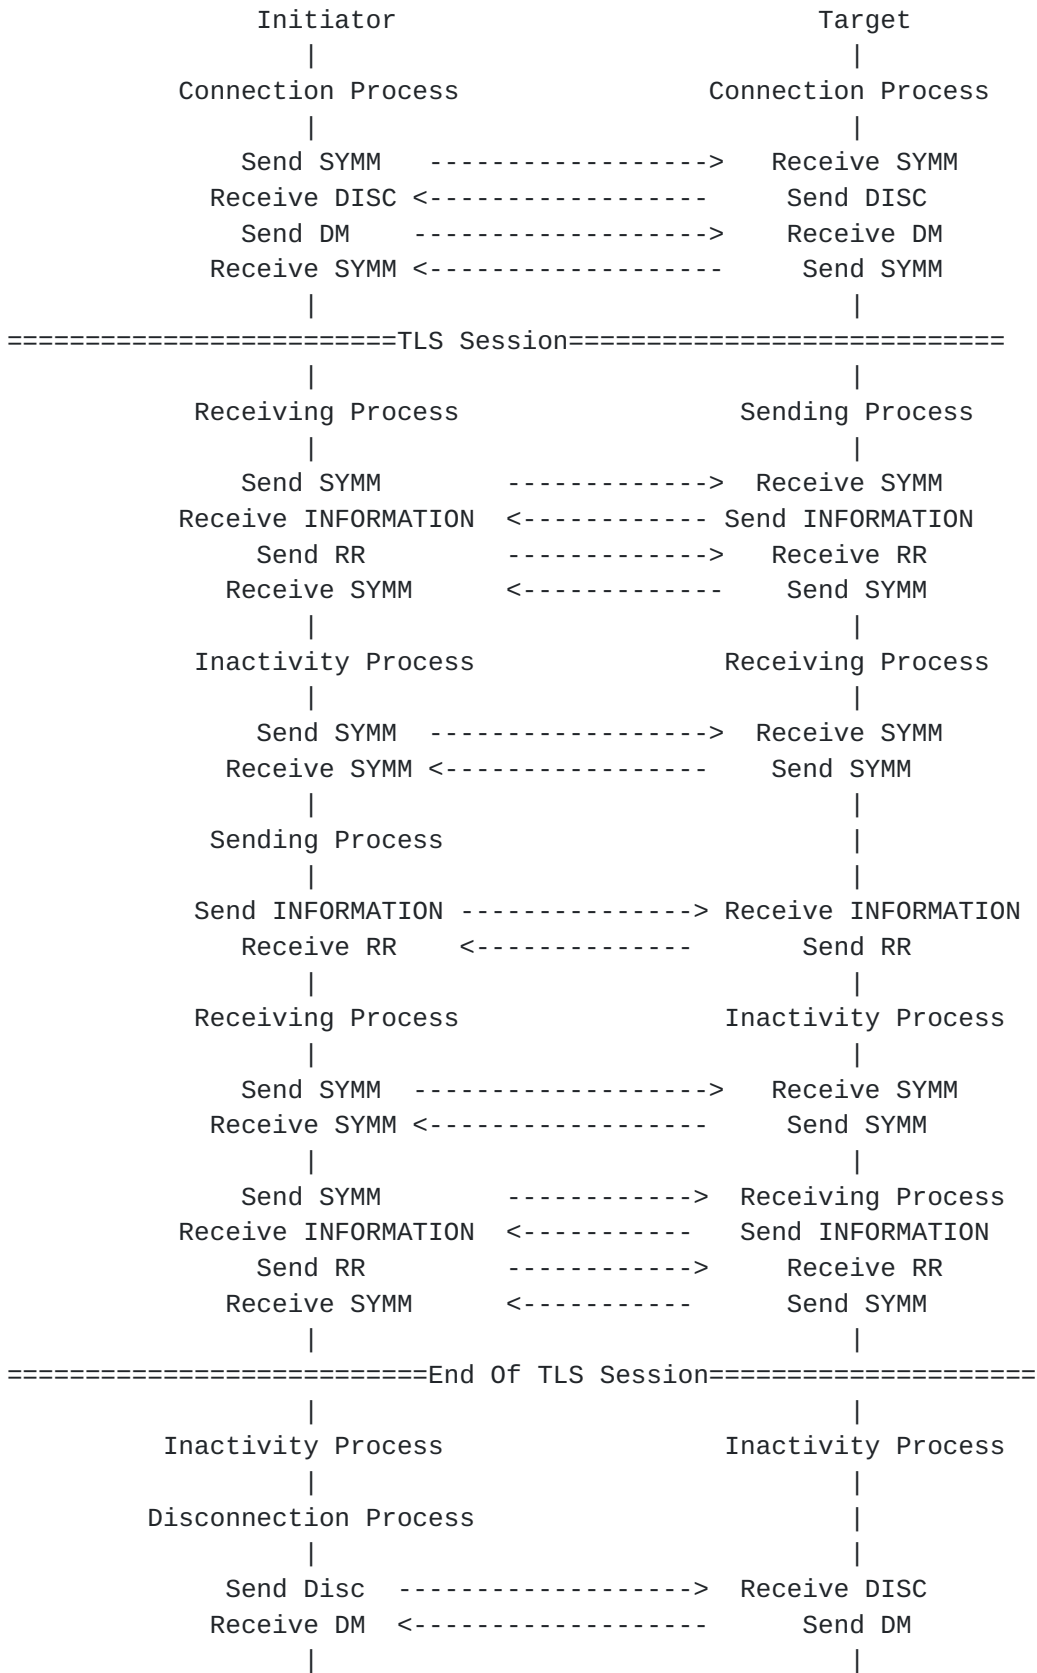 Initiator                           Target
|                                   |
Connection Process                Connection Process
|                                   |
Send SYMM   ------------------>   Receive SYMM
Receive DISC <------------------     Send DISC
Send DM    ------------------->    Receive DM
Receive SYMM <-------------------     Send SYMM
|                                   |
=========================TLS Session============================
|                                   |
Receiving Process                  Sending Process
|                                   |
Send SYMM        ------------->  Receive SYMM
Receive INFORMATION  <------------ Send INFORMATION
Send RR         ------------->   Receive RR
Receive SYMM      <-------------    Send SYMM
|                                   |
Inactivity Process                Receiving Process
|                                   |
Send SYMM  ------------------>  Receive SYMM
Receive SYMM <-----------------    Send SYMM
|                                   |
Sending Process                          |
|                                   |
Send INFORMATION ---------------> Receive INFORMATION
Receive RR    <--------------       Send RR
|                                   |
Receiving Process                 Inactivity Process
|                                   |
Send SYMM  ------------------->   Receive SYMM
Receive SYMM <------------------     Send SYMM
|                                   |
Send SYMM        ------------>  Receiving Process
Receive INFORMATION  <-----------   Send INFORMATION
Send RR         ------------>     Receive RR
Receive SYMM      <-----------      Send SYMM
|                                   |
===========================End Of TLS Session=====================
|                                   |
Inactivity Process                  Inactivity Process
|                                   |
Disconnection Process                        |
|                                   |
Send Disc  ------------------->  Receive DISC
Receive DM  <-------------------      Send DM
|                                   |